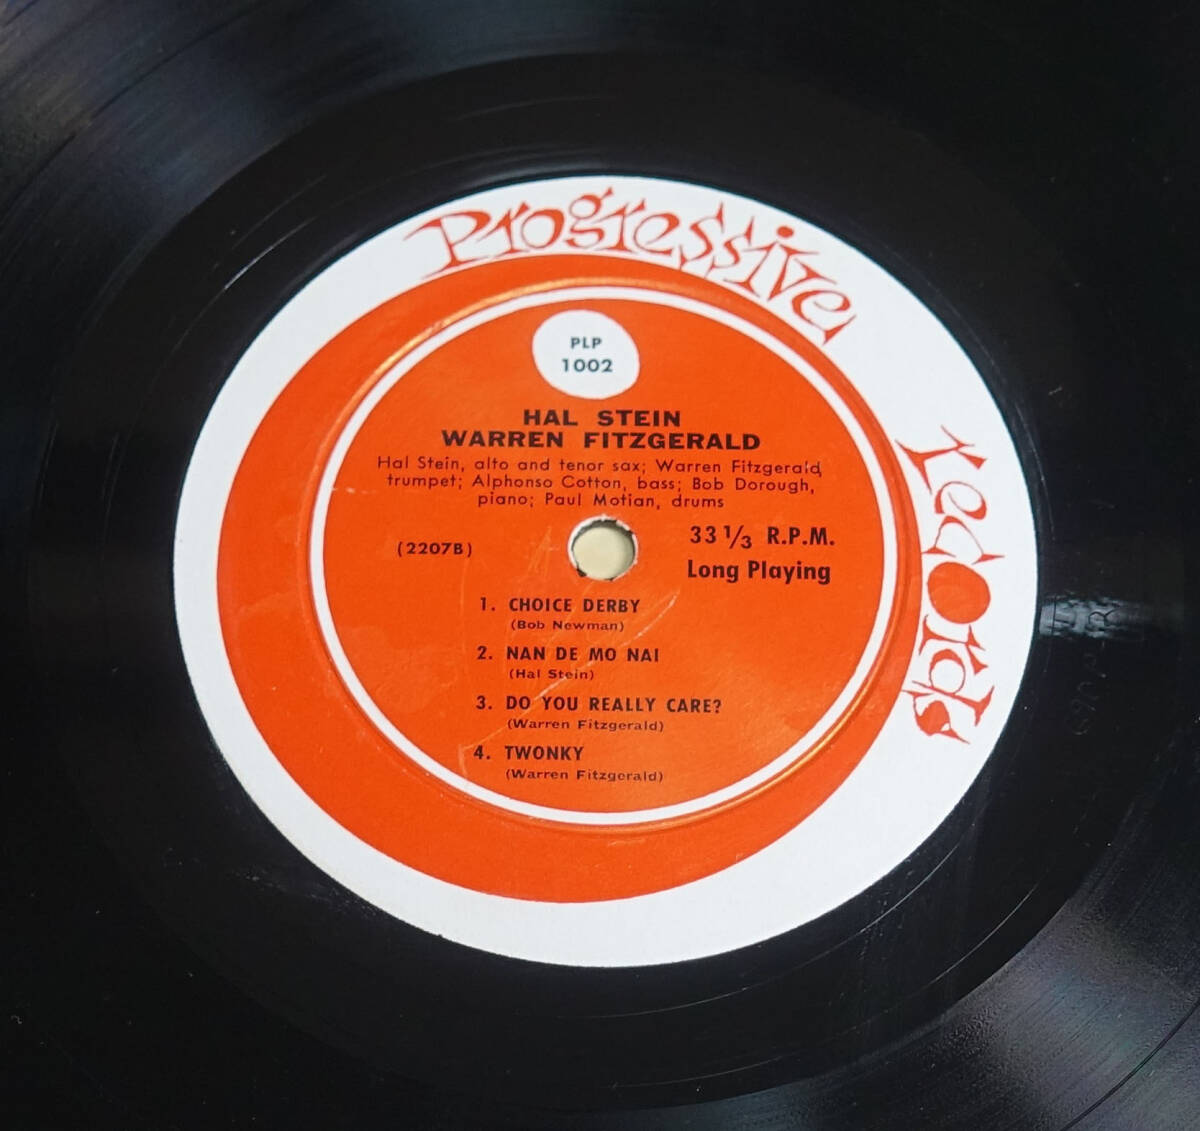 Progressive
records
PLP
1002
HAL STEIN
WARREN FITZGERALD
Hal Stein, alto and tenor sax; Warren Fitzgerald,
trumpet; Alphonso Cotton, bass; Bob Dorough,
piano; Paul Motian, drums
(2207B)
33 1/3 R.P.M.
Long Playing
1. CHOICE DERBY
(Bob Newman)
2. NAN DE MO NAI
(Hal Stein)
3. DO YOU REALLY CARE?
(Warren Fitzgerald)
4. TWONKY
(Warren Fitzgerald)